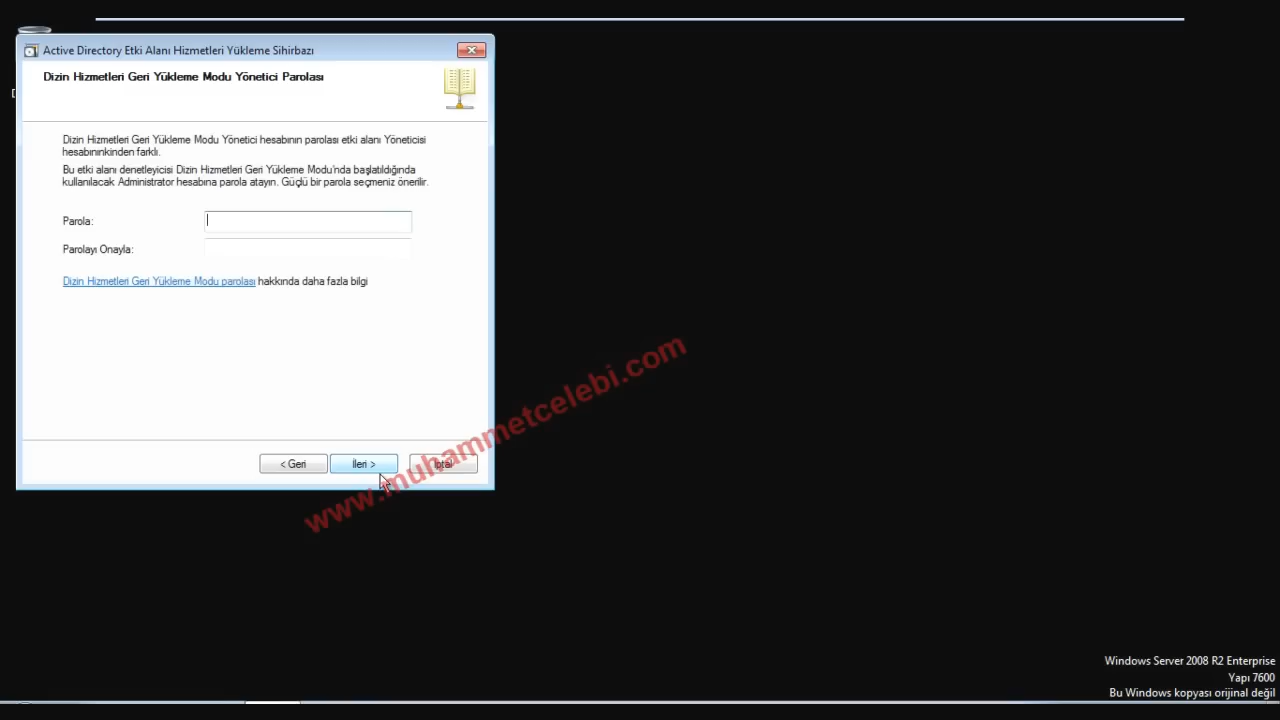 Active Directory Etki Alanı Hizmetleri Yükleme Sihirbazı
Dizin Hizmetleri Geri Yükleme Modu Yönetici Parolası
Dizin Hizmetleri Geri Yükleme Modu Yönetici hesabının parolası etki alanı Yöneticisi
hesabınınkinden farklı.
Bu etki alanı denetleyicisi Dizin Hizmetleri Geri Yükleme Modu'nda başlatıldığında
kullanılacak Administrator hesabına parola atayın. Güçlü bir parola seçmeniz önerilir.
Parola:
Parolayı Onayla:
Dizin Hizmetleri Geri Yükleme Modu parolası hakkında daha fazla bilgi
< Geri
İleri >
İptal
www.muhammetcelebi.com
Windows Server 2008 R2 Enterprise
Yapı 7600
Bu Windows kopyası orijinal değil